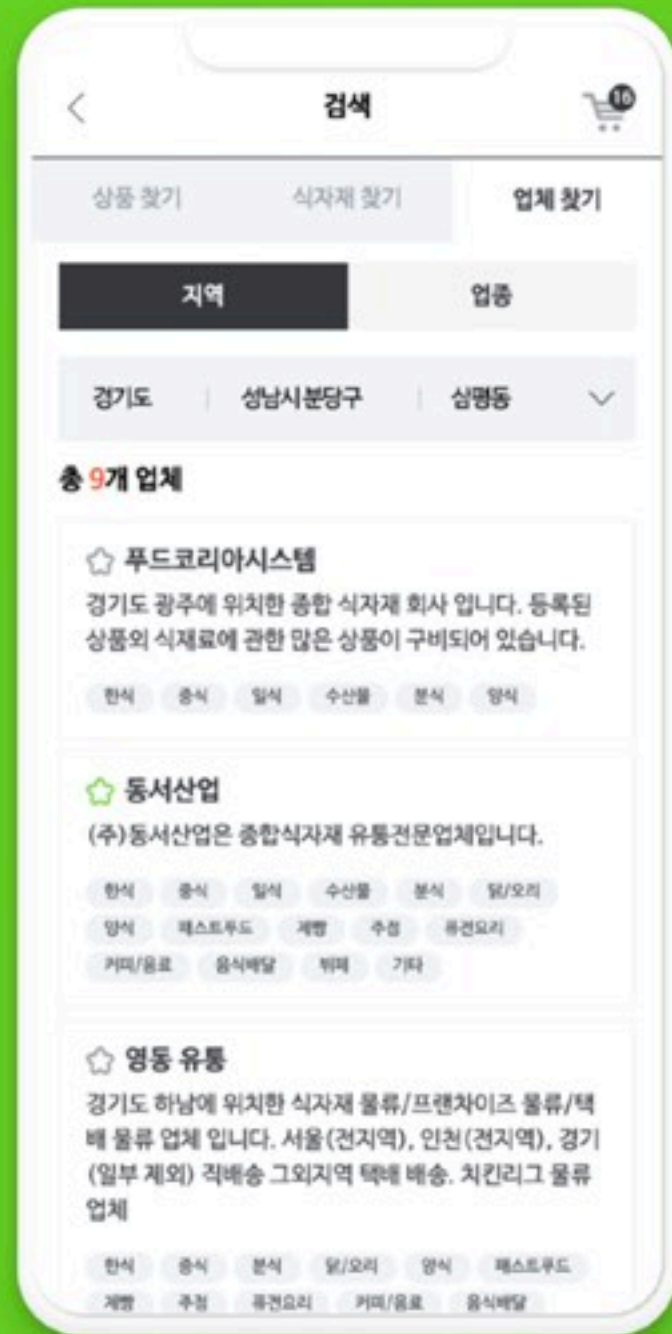 검색
16
상품 찾기 식자재 찾기 업체 찾기
지역 업종
경기도 성남시 분당구 삼평동
총 9개 업체
푸드코리아시스템
경기도 광주에 위치한 종합 식자재 회사 입니다. 등록된
상품외 식재료에 관한 많은 상품이 구비되어 있습니다.
한식 중식 일식 수산물 분식 양식
동서산업
(주)동서산업은 종합식자재 유통전문업체입니다.
한식 중식 일식 수산물 분식 닭/오리
양식 패스트푸드 제빵 주점 퓨전요리
커피/음료 음식배달 뷔페 기타
영동 유통
경기도 하남에 위치한 식자재 물류/프랜차이즈 물류/택
배 물류 업체 입니다. 서울(전지역), 인천(전지역), 경기
(일부 제외) 직배송 그외지역 택배 배송. 치킨리그 물류
업체
한식 중식 분식 닭/오리 양식 패스트푸드
제빵 주점 퓨전요리 커피/음료 음식배달